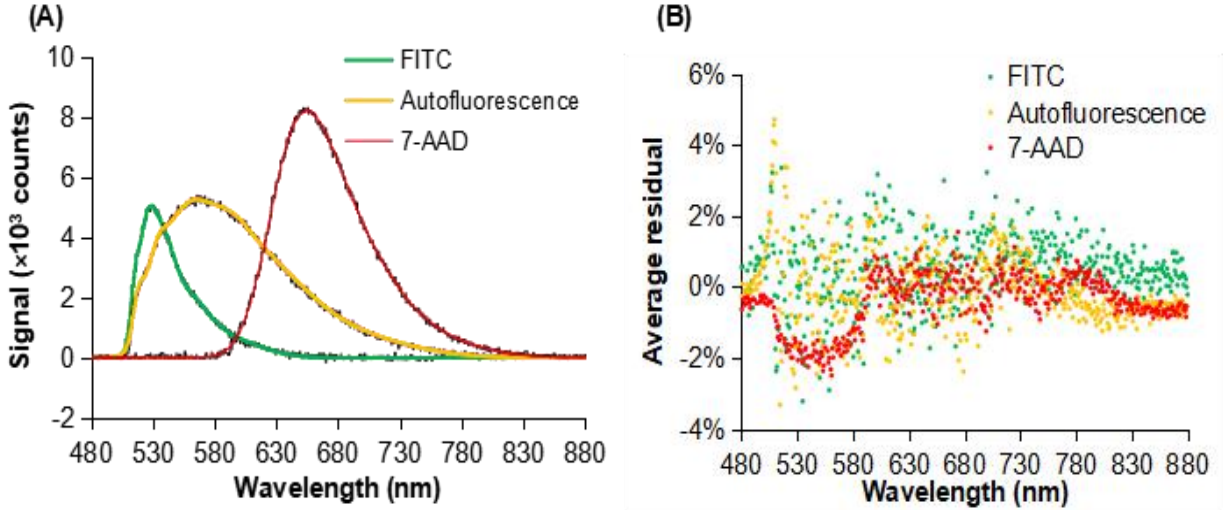 (A)
FITC
Autofluorescence
7-AAD
Signal (×10³ counts)
10
8
6
4
2
0
-2
480 530 580 630 680 730 780 830 880
Wavelength (nm)
(B)
FITC
Autofluorescence
7-AAD
Average residual
6%
4%
2%
0%
-2%
-4%
480 530 580 630 680 730 780 830 880
Wavelength (nm)